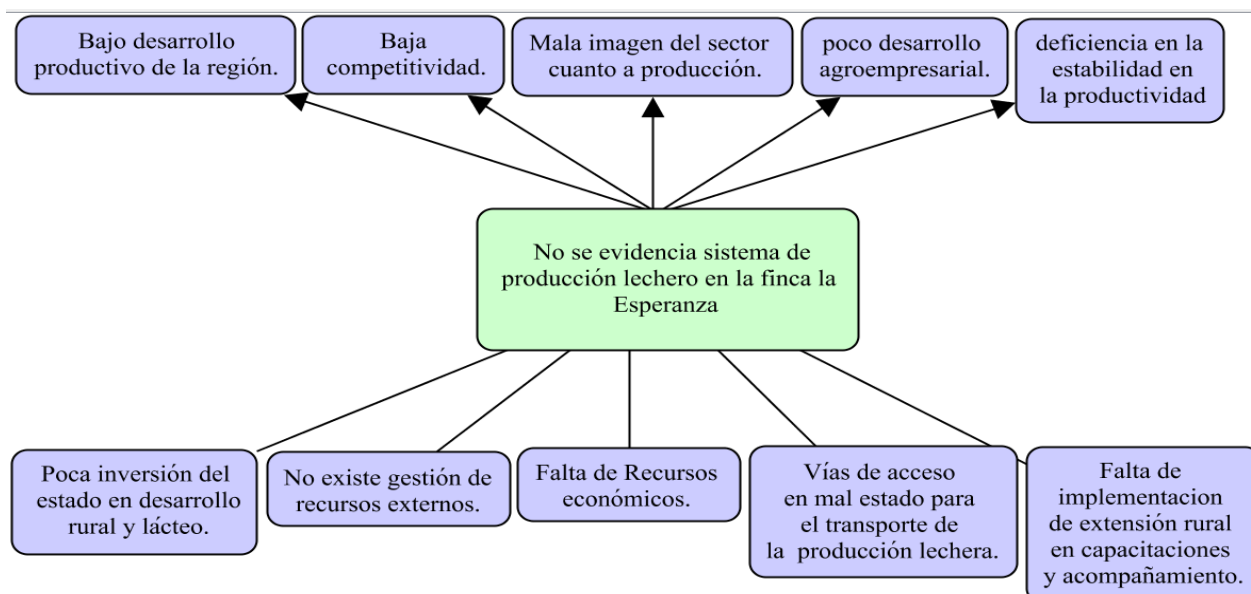 Bajo desarrollo
productivo de la región.
Baja
competitividad.
Mala imagen del sector
cuanto a producción.
poco desarrollo
agroempresarial.
deficiencia en la
estabilidad en
la productividad
No se evidencia sistema de
producción lechero en la finca la
Esperanza
Poca inversión del
estado en desarrollo
rural y lácteo.
No existe gestión de
recursos externos.
Falta de Recursos
económicos.
Vías de acceso
en mal estado para
el transporte de
la producción lechera.
Falta de
implementacion
de extensión rural
en capacitaciones
y acompañamiento.